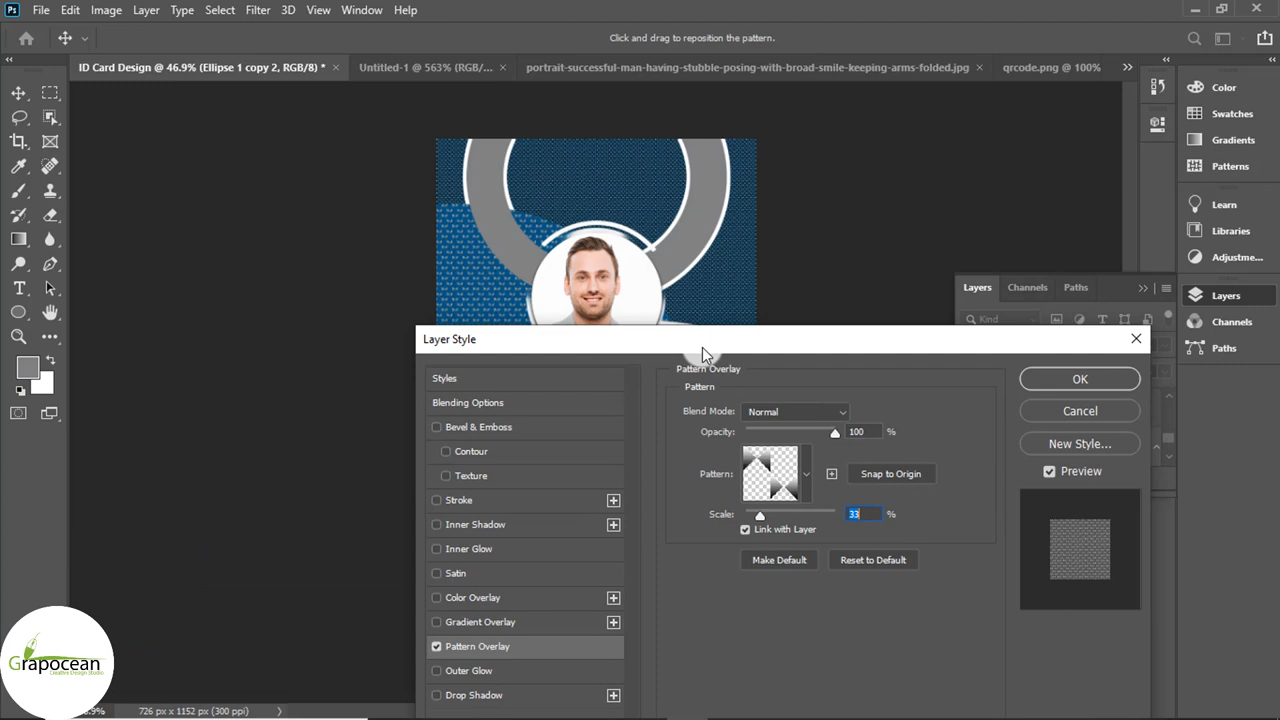 Ps File Edit Image Layer Type Select Filter 3D View Window Help
Click and drag to reposition the pattern.
ID Card Design @ 46.9% (Ellipse 1 copy 2, RGB/8) *
Untitled-1 @ 563% (RGB/...
portrait-successful-man-having-stubble-posing-with-broad-smile-keeping-arms-folded.jpg
qrcode.png @ 100%
Color
Swatches
Gradients
Patterns
Learn
Libraries
Adjustme...
Layers
Channels
Paths
Layers Channels Paths
Kind
Layer Style
Styles
Blending Options
Bevel & Emboss
Contour
Texture
Stroke
Inner Shadow
Inner Glow
Satin
Color Overlay
Gradient Overlay
Pattern Overlay
Outer Glow
Drop Shadow
Pattern Overlay
Pattern
Blend Mode: Normal
Opacity: 100 %
Pattern: Snap to Origin
Scale: 33 %
Link with Layer
Make Default Reset to Default
OK
Cancel
New Style...
Preview
Grapocean
Creative Design Studio
726 px x 1152 px (300 ppi)